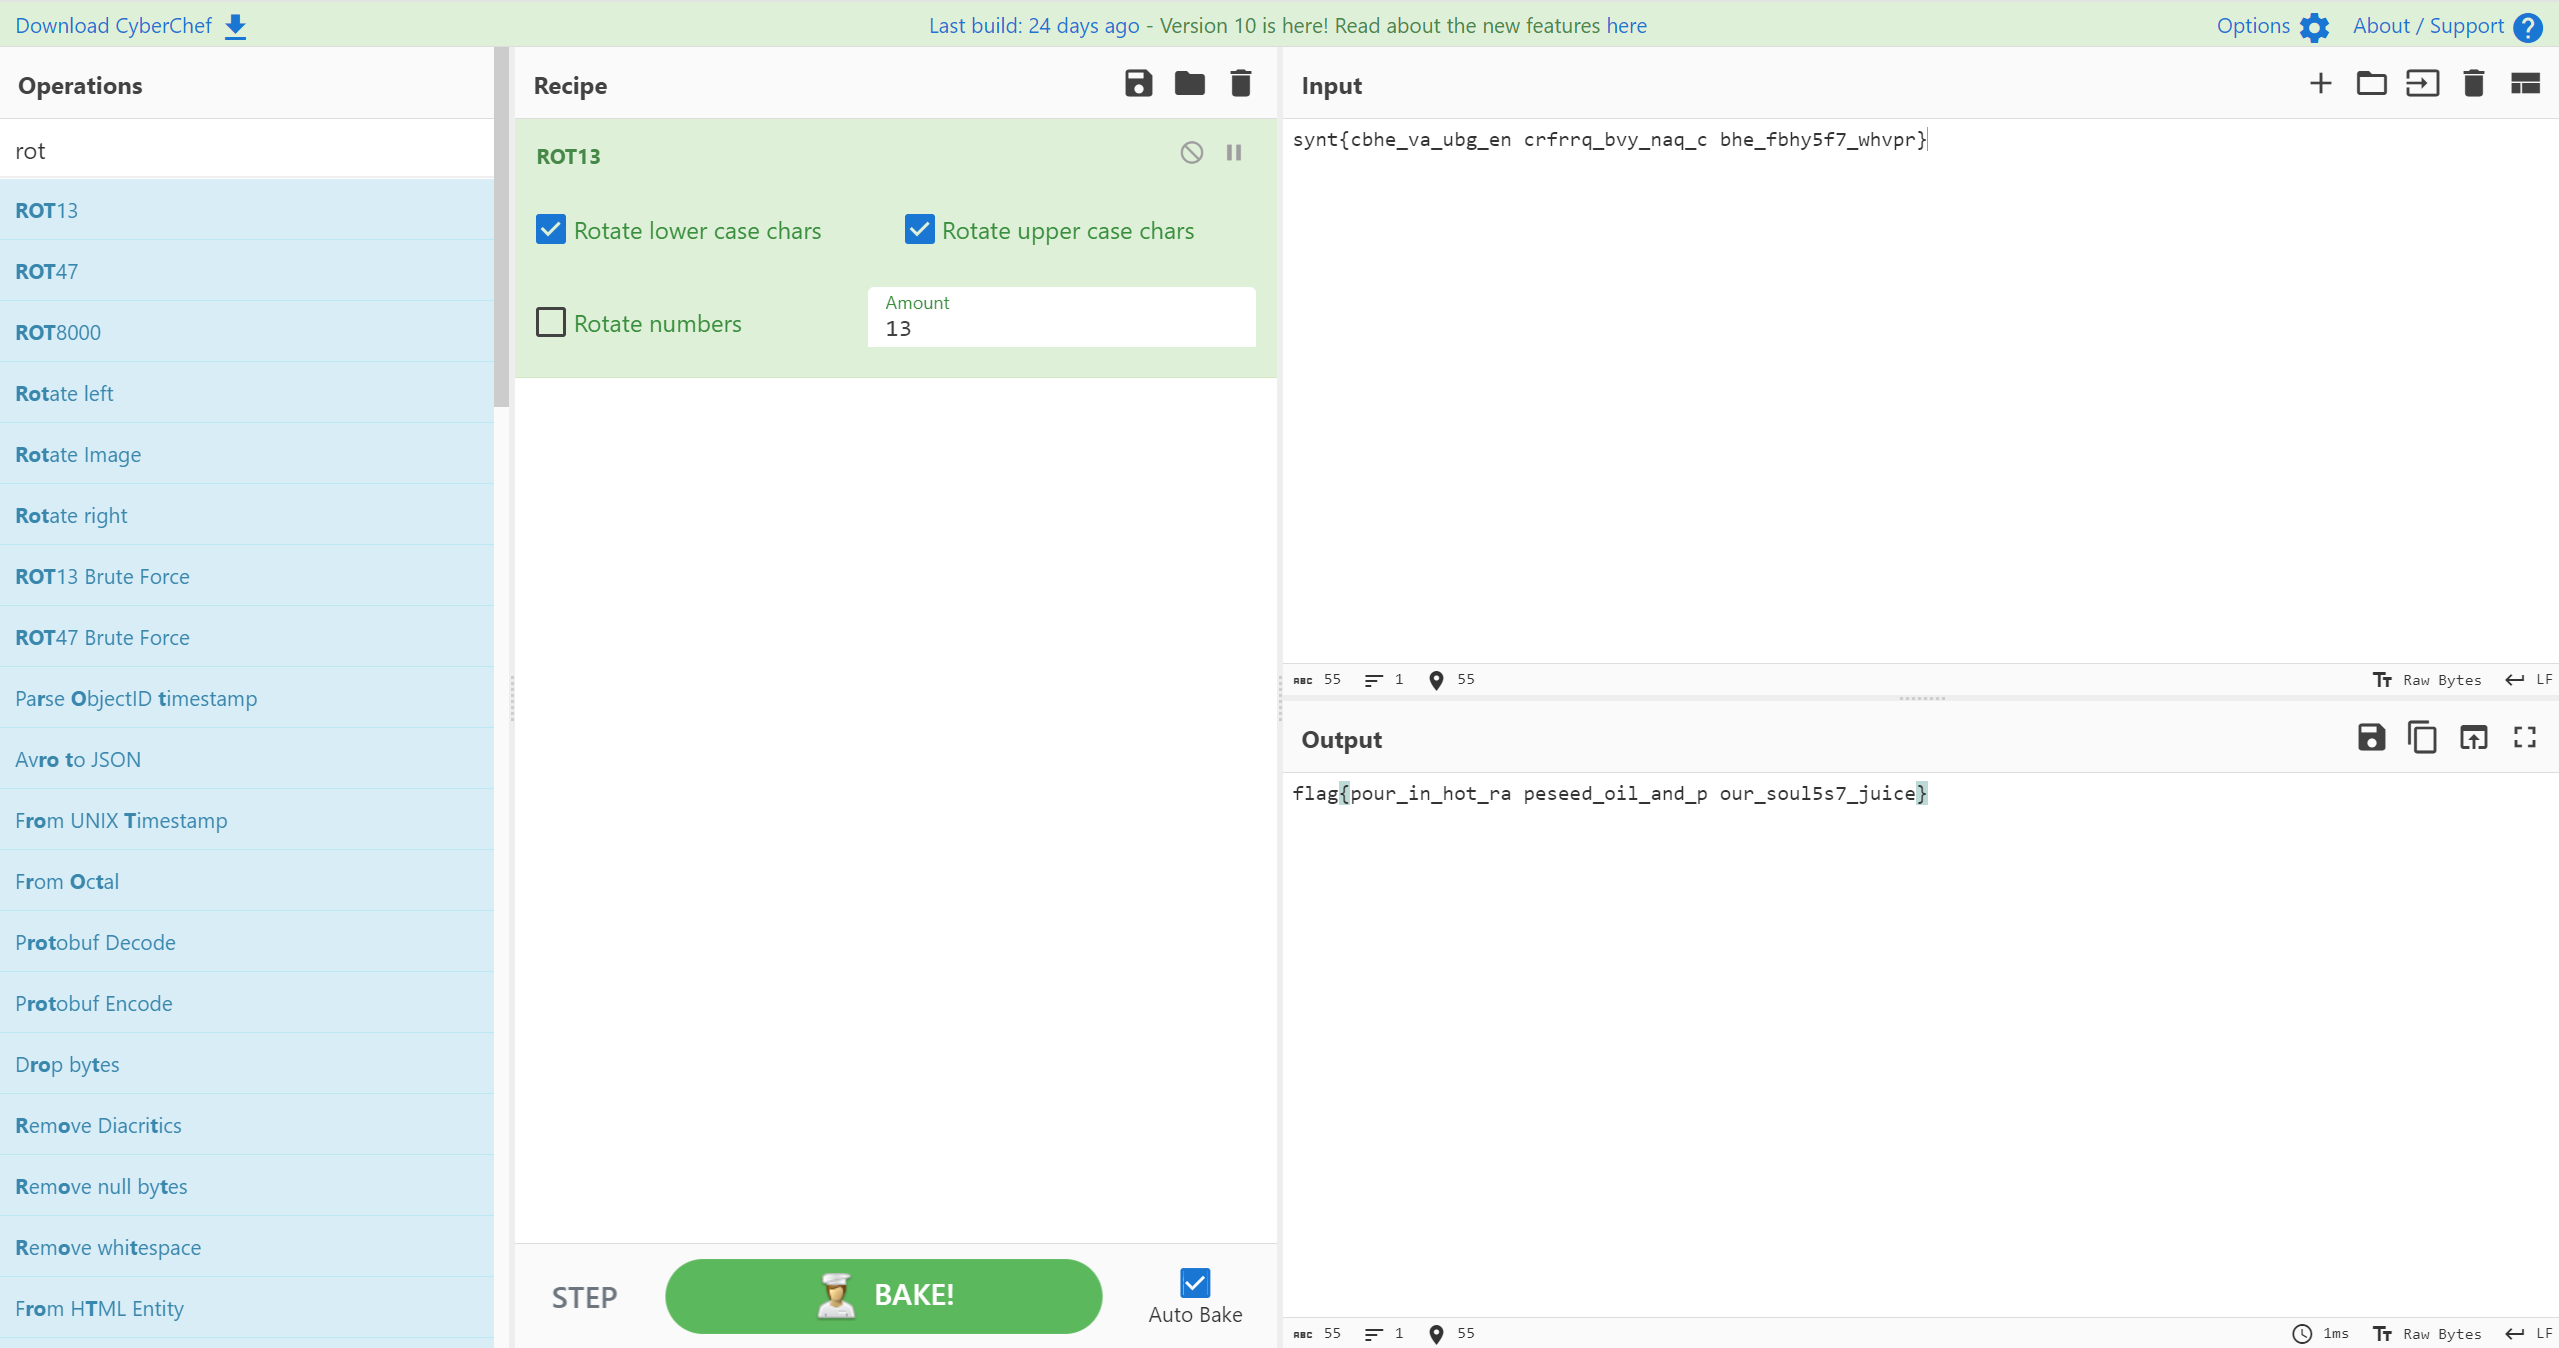 Download CyberChef
Last build: 24 days ago - Version 10 is here! Read about the new features here
Options
About / Support
Operations
rot
ROT13
ROT47
ROT8000
Rotate left
Rotate Image
Rotate right
ROT13 Brute Force
ROT47 Brute Force
Parse ObjectID timestamp
Avro to JSON
From UNIX Timestamp
From Octal
Protobuf Decode
Protobuf Encode
Drop bytes
Remove Diacritics
Remove null bytes
Remove whitespace
From HTML Entity
Recipe
ROT13
Rotate lower case chars
Rotate upper case chars
Rotate numbers
Amount
13
STEP
BAKE!
Auto Bake
Input
synt{cbhe_va_ubg_en crfrrq_bvy_naq_c bhe_fbhy5f7_whvpr}
ABC 55 1 55
Tт Raw Bytes LF
Output
flag{pour_in_hot_ra peseed_oil_and_p our_soul5s7_juice}
ABC 55 1 55
1ms Tт Raw Bytes LF